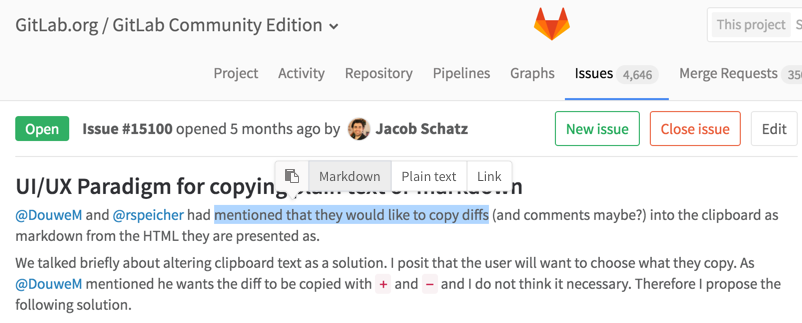 GitLab.org / GitLab Community Edition
This project S
Project Activity Repository Pipelines Graphs Issues 4,646 Merge Requests 350
Open Issue #15100 opened 5 months ago by Jacob Schatz New issue Close issue Edit
Markdown Plain text Link
UI/UX Paradigm for copying plain text or markdown
@DouweM and @rspeicher had mentioned that they would like to copy diffs (and comments maybe?) into the clipboard as
markdown from the HTML they are presented as.
We talked briefly about altering clipboard text as a solution. I posit that the user will want to choose what they copy. As
@DouweM mentioned he wants the diff to be copied with + and - and I do not think it necessary. Therefore I propose the
following solution.